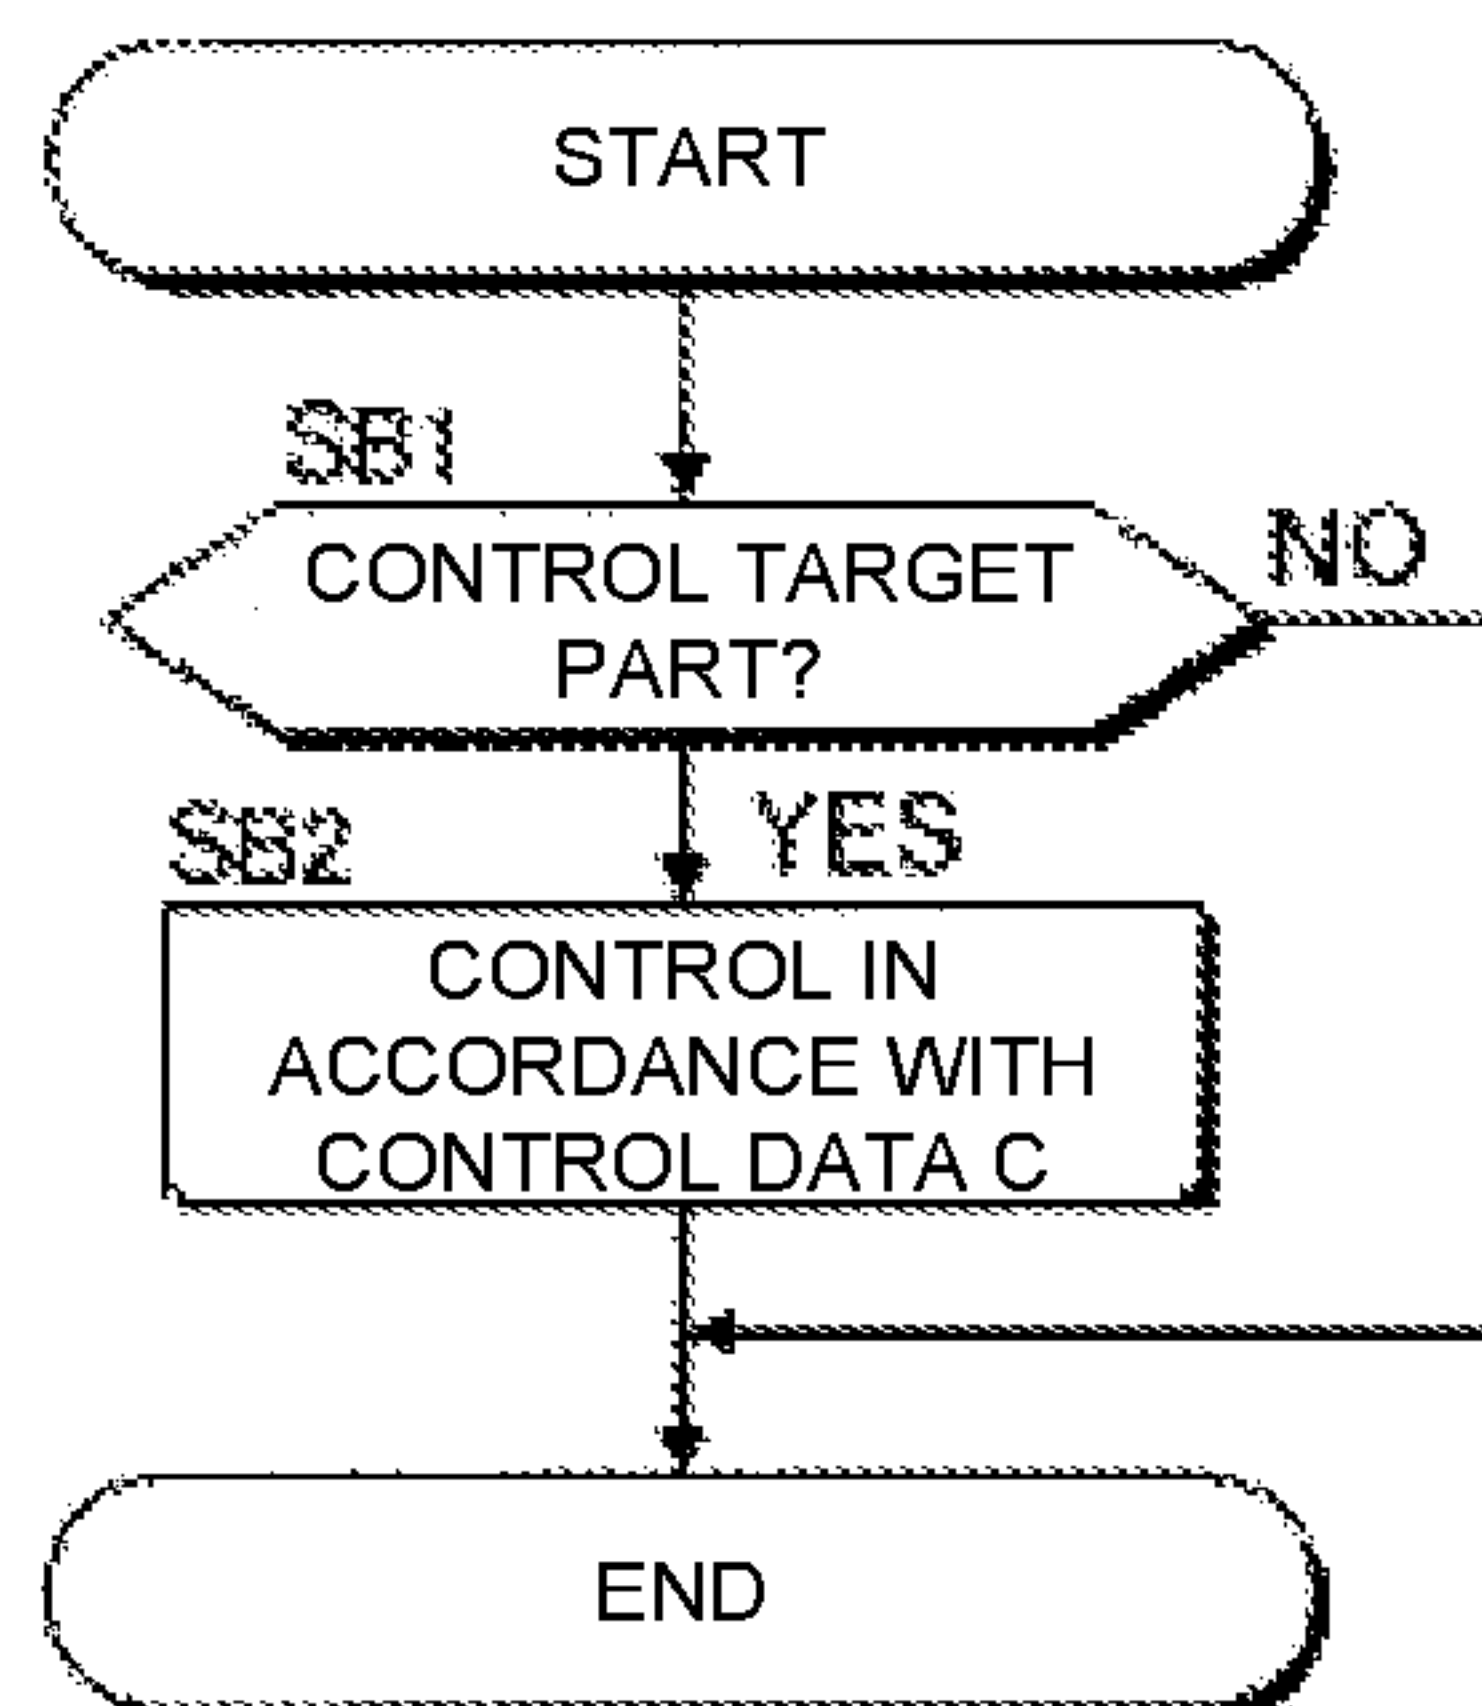 START
SB1
CONTROL TARGET
PART?
NO
SB2
YES
CONTROL IN
ACCORDANCE WITH
CONTROL DATA C
END